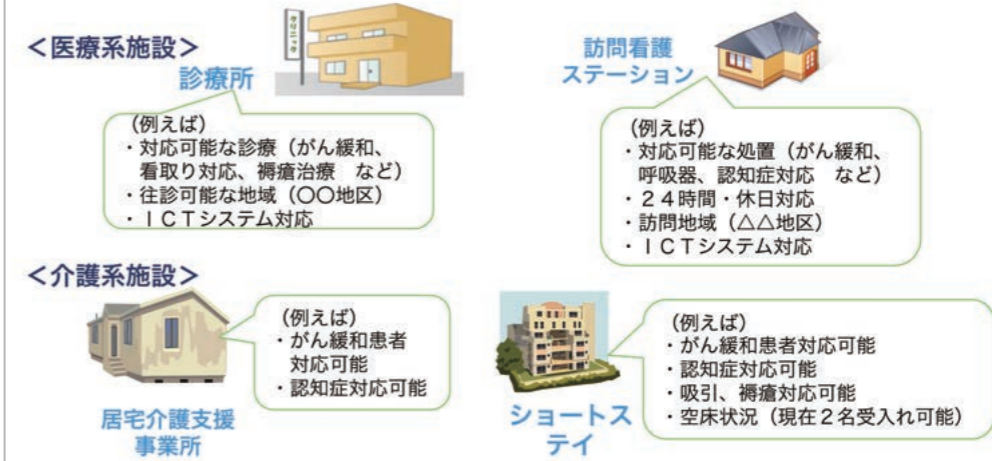 ＜医療系施設＞
クリニック
診療所
(例えば)
・対応可能な診療（がん緩和、
看取り対応、褥瘡治療　など）
・往診可能な地域（〇〇地区）
・ＩＣＴシステム対応
訪問看護
ステーション
(例えば)
・対応可能な処置（がん緩和、
呼吸器、認知症対応　など）
・２４時間・休日対応
・訪問地域（△△地区）
・ＩＣＴシステム対応
＜介護系施設＞
居宅介護支援
事業所
(例えば)
・がん緩和患者
対応可能
・認知症対応可能
ショートス
テイ
(例えば)
・がん緩和患者対応可能
・認知症対応可能
・吸引、褥瘡対応可能
・空床状況（現在２名受入れ可能）